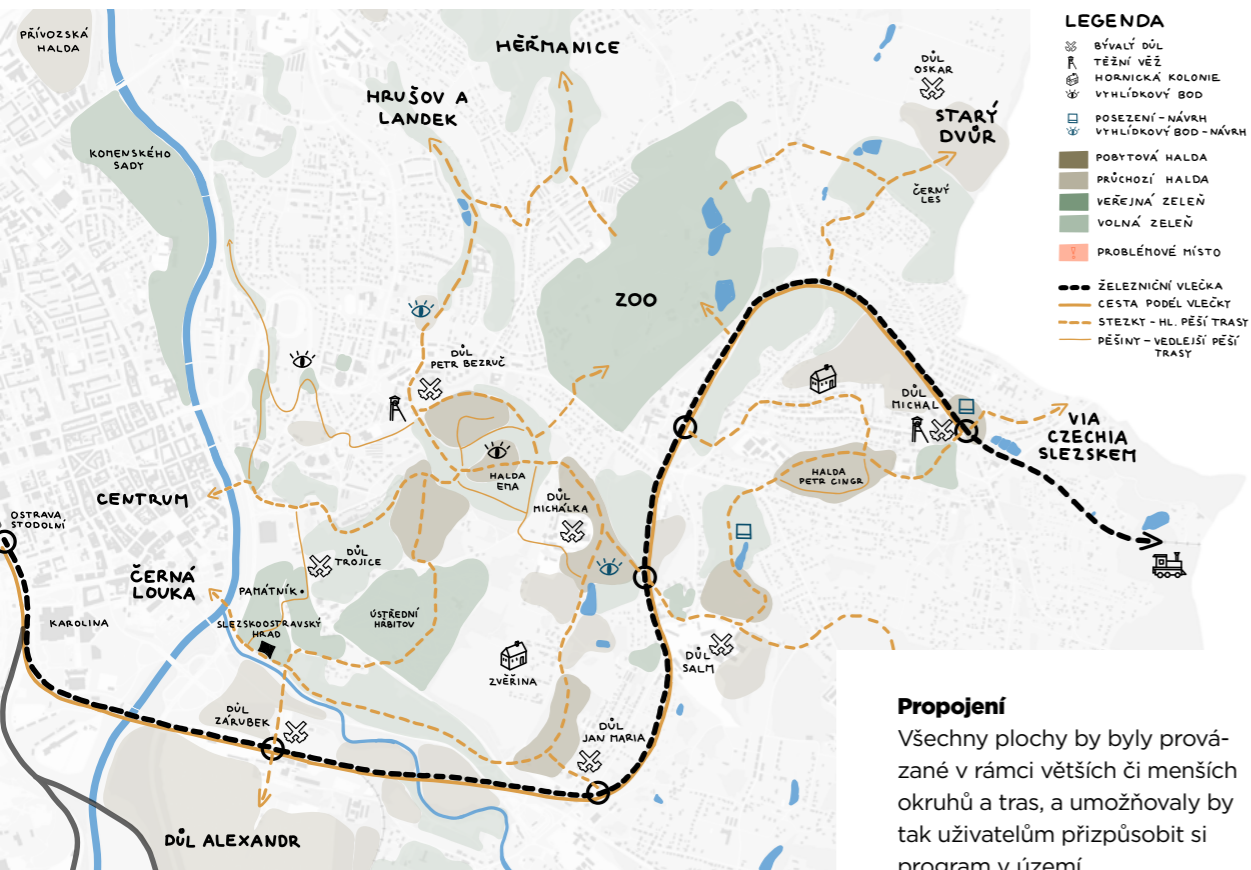 PŘÍVOZSKÁ
HALDA
HEŘMANICE
HRUŠOV A
LANDEK
KOMENSKÉHO
SADY
DŮL
OSKAR
STARÝ
DVŮR
ČERNÝ
LES
ZOO
DŮL
PETR BEZRUČ
HALDA
EMA
DŮL
MICHÁLKA
DŮL
MICHAL
HALDA
PETR CINGR
VIA
CZECHIA
SLEZSKEM
CENTRUM
OSTRAVA
STODOLNÍ
DŮL
TROJICE
ČERNÁ
LOUKA
PAMÁTNÍK
KAROLINA
SLEZSKOOSTRAVSKÝ
HRAD
ÚSTŘEDNÍ
HŘBITOV
ZVĚŘINA
DŮL
SALM
DŮL
ZÁRUBEK
DŮL
JAN MARIA
DŮL ALEXANDR
LEGENDA
BÝVALÝ DŮL
TĚŽNÍ VĚŽ
HORNICKÁ KOLONIE
VYHLÍDKOVÝ BOD
POSEZENÍ - NÁVRH
VYHLÍDKOVÝ BOD - NÁVRH
POBYTOVÁ HALDA
PRŮCHOZÍ HALDA
VEŘEJNÁ ZELEŇ
VOLNÁ ZELEŇ
PROBLÉMOVÉ MÍSTO
ŽELEZNIČNÍ VLEČKA
CESTA PODÉL VLEČKY
STEZKY - HL. PĚŠÍ TRASY
PĚŠINY - VEDLEJŠÍ PĚŠÍ
TRASY
Propojení
Všechny plochy by byly prová-
zané v rámci větších či menších
okruhů a tras, a umožňovaly by
tak uživatelům přizpůsobit si
program v území